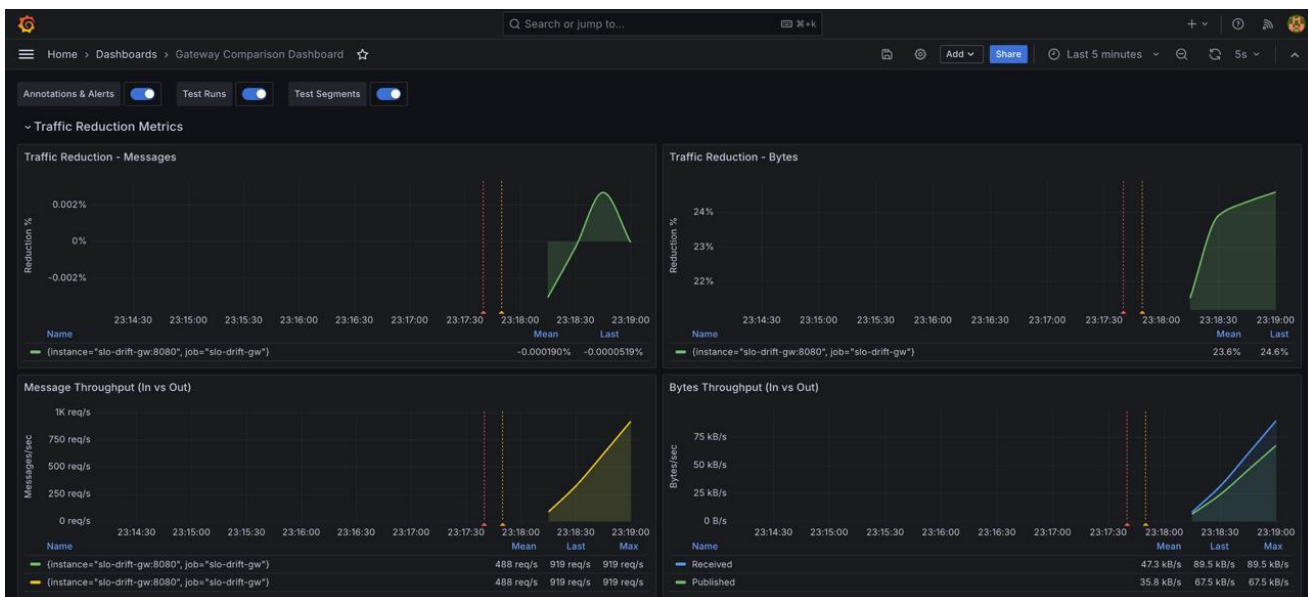 Search or jump to...
⌘+k
Home › Dashboards › Gateway Comparison Dashboard
Add
Share
Last 5 minutes
5s
Annotations & Alerts
Test Runs
Test Segments
Traffic Reduction Metrics
Traffic Reduction - Messages
Reduction %
0.002%
0%
-0.002%
23:14:30 23:15:00 23:15:30 23:16:00 23:16:30 23:17:00 23:17:30 23:18:00 23:18:30 23:19:00
Name Mean Last
{instance="slo-drift-gw:8080", job="slo-drift-gw"} -0.000190% -0.0000519%
Traffic Reduction - Bytes
Reduction %
24%
23%
22%
23:14:30 23:15:00 23:15:30 23:16:00 23:16:30 23:17:00 23:17:30 23:18:00 23:18:30 23:19:00
Name Mean Last
{instance="slo-drift-gw:8080", job="slo-drift-gw"} 23.6% 24.6%
Message Throughput (In vs Out)
Messages/sec
1K req/s
750 req/s
500 req/s
250 req/s
0 req/s
23:14:30 23:15:00 23:15:30 23:16:00 23:16:30 23:17:00 23:17:30 23:18:00 23:18:30 23:19:00
Name Mean Last Max
{instance="slo-drift-gw:8080", job="slo-drift-gw"} 488 req/s 919 req/s 919 req/s
{instance="slo-drift-gw:8080", job="slo-drift-gw"} 488 req/s 919 req/s 919 req/s
Bytes Throughput (In vs Out)
Bytes/sec
75 kB/s
50 kB/s
25 kB/s
0 B/s
23:14:30 23:15:00 23:15:30 23:16:00 23:16:30 23:17:00 23:17:30 23:18:00 23:18:30 23:19:00
Name Mean Last Max
Received 47.3 kB/s 89.5 kB/s 89.5 kB/s
Published 35.8 kB/s 67.5 kB/s 67.5 kB/s